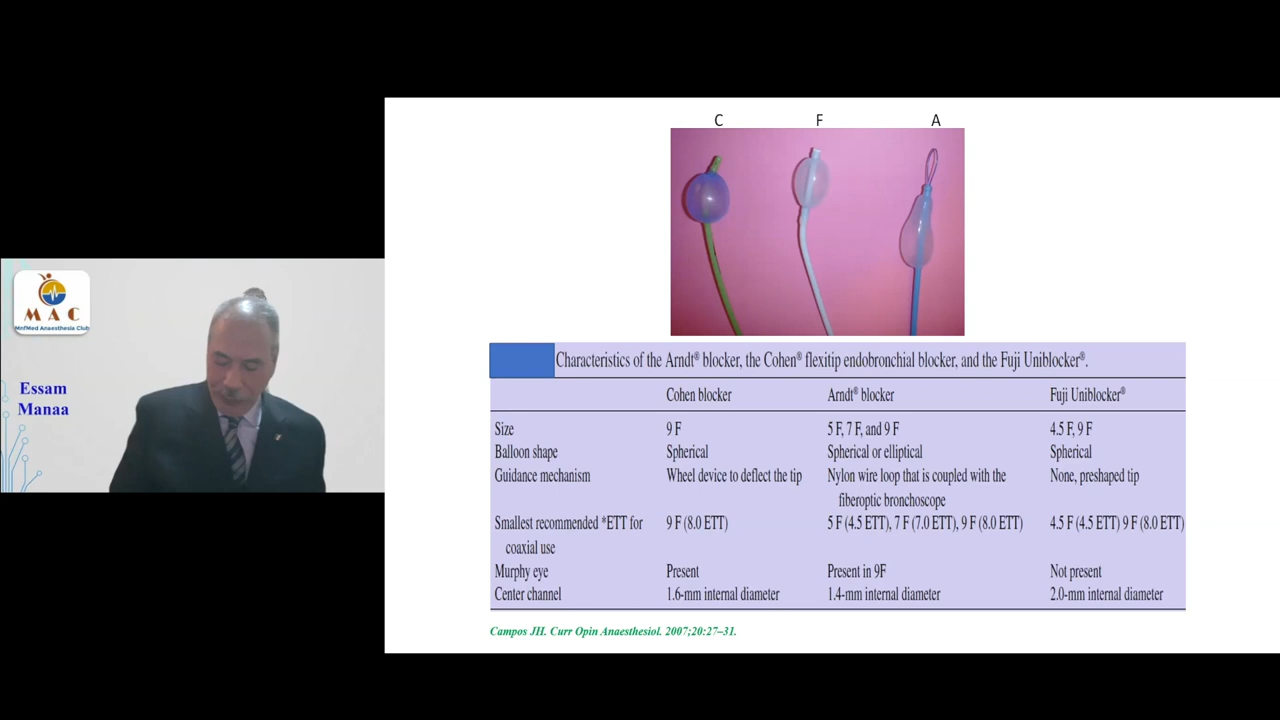 M A C
MnfMed Anaesthesia Club
Essam
Manaa
C F A
Characteristics of the Arndt® blocker, the Cohen® flexitip endobronchial blocker, and the Fuji Uniblocker®.
Cohen blocker Arndt® blocker Fuji Uniblocker®
Size 9 F 5 F, 7 F, and 9 F 4.5 F, 9 F
Balloon shape Spherical Spherical or elliptical Spherical
Guidance mechanism Wheel device to deflect the tip Nylon wire loop that is coupled with the None, preshaped tip
fiberoptic bronchoscope
Smallest recommended *ETT for 9 F (8.0 ETT) 5 F (4.5 ETT), 7 F (7.0 ETT), 9 F (8.0 ETT) 4.5 F (4.5 ETT) 9 F (8.0 ETT)
coaxial use
Murphy eye Present Present in 9F Not present
Center channel 1.6-mm internal diameter 1.4-mm internal diameter 2.0-mm internal diameter
Campos JH. Curr Opin Anaesthesiol. 2007;20:27–31.